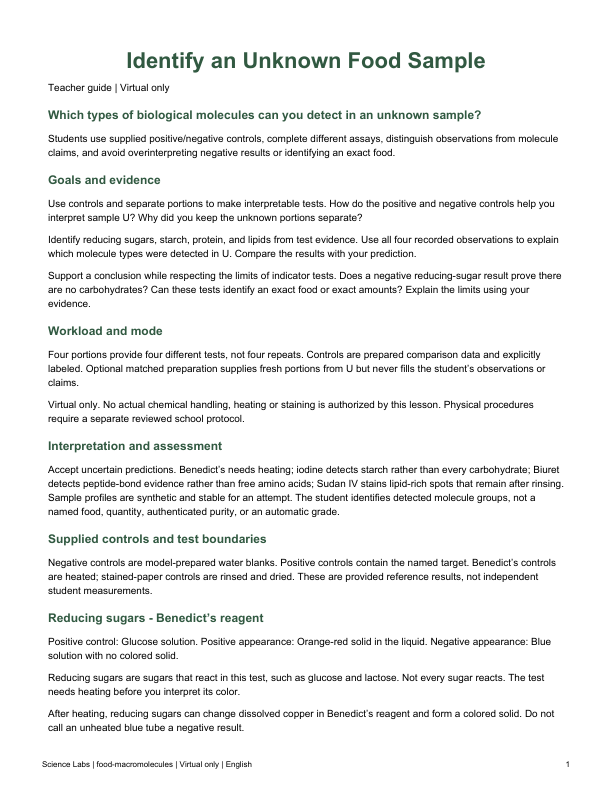 Identify an Unknown Food Sample
Teacher guide | Virtual only
Which types of biological molecules can you detect in an unknown sample?
Students use supplied positive/negative controls, complete different assays, distinguish observations from molecule
claims, and avoid overinterpreting negative results or identifying an exact food.
Goals and evidence
Use controls and separate portions to make interpretable tests. How do the positive and negative controls help you
interpret sample U? Why did you keep the unknown portions separate?
Identify reducing sugars, starch, protein, and lipids from test evidence. Use all four recorded observations to explain
which molecule types were detected in U. Compare the results with your prediction.
Support a conclusion while respecting the limits of indicator tests. Does a negative reducing-sugar result prove there
are no carbohydrates? Can these tests identify an exact food or exact amounts? Explain the limits using your
evidence.
Workload and mode
Four portions provide four different tests, not four repeats. Controls are prepared comparison data and explicitly
labeled. Optional matched preparation supplies fresh portions from U but never fills the student’s observations or
claims.
Virtual only. No actual chemical handling, heating or staining is authorized by this lesson. Physical procedures
require a separate reviewed school protocol.
Interpretation and assessment
Accept uncertain predictions. Benedict’s needs heating; iodine detects starch rather than every carbohydrate; Biuret
detects peptide-bond evidence rather than free amino acids; Sudan IV stains lipid-rich spots that remain after rinsing.
Sample profiles are synthetic and stable for an attempt. The student identifies detected molecule groups, not a
named food, quantity, authenticated purity, or an automatic grade.
Supplied controls and test boundaries
Negative controls are model-prepared water blanks. Positive controls contain the named target. Benedict’s controls
are heated; stained-paper controls are rinsed and dried. These are provided reference results, not independent
student measurements.
Reducing sugars - Benedict’s reagent
Positive control: Glucose solution. Positive appearance: Orange-red solid in the liquid. Negative appearance: Blue
solution with no colored solid.
Reducing sugars are sugars that react in this test, such as glucose and lactose. Not every sugar reacts. The test
needs heating before you interpret its color.
After heating, reducing sugars can change dissolved copper in Benedict’s reagent and form a colored solid. Do not
call an unheated blue tube a negative result.
Science Labs | food-macromolecules | Virtual only | English
1